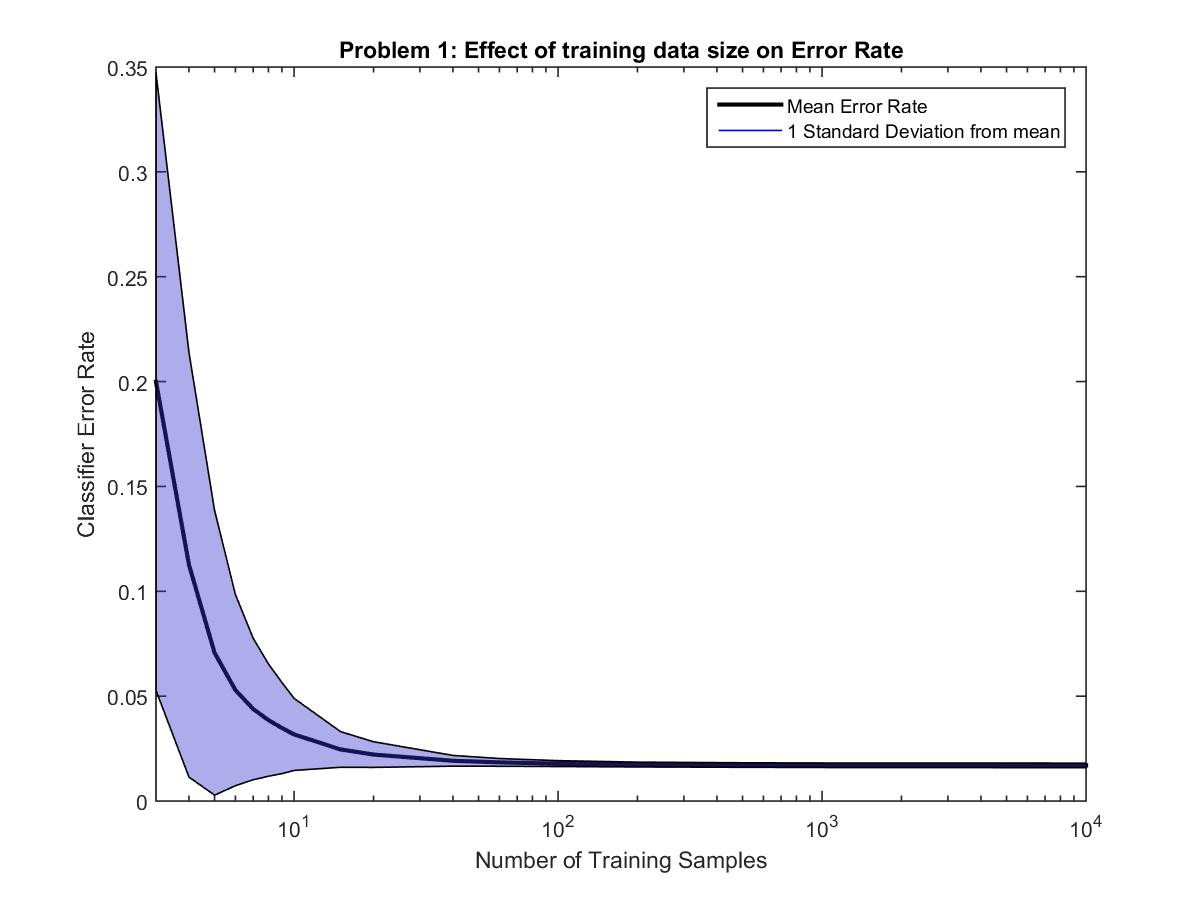 Problem 1: Effect of training data size on Error Rate
Mean Error Rate
1 Standard Deviation from mean
0.35
0.3
0.25
0.2
0.15
0.1
0.05
0
Classifier Error Rate
10^1
10^2
10^3
10^4
Number of Training Samples